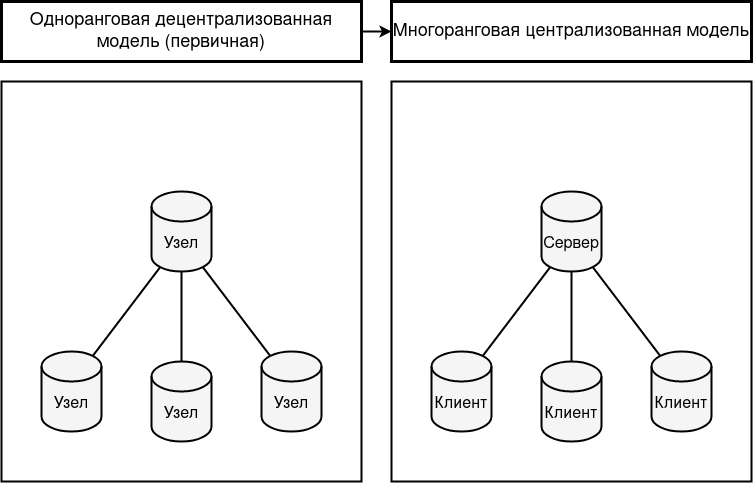 Одноранговая децентрализованная
модель (первичная)
Многоранговая централизованная модель
Узел
Узел
Узел
Узел
Сервер
Клиент
Клиент
Клиент